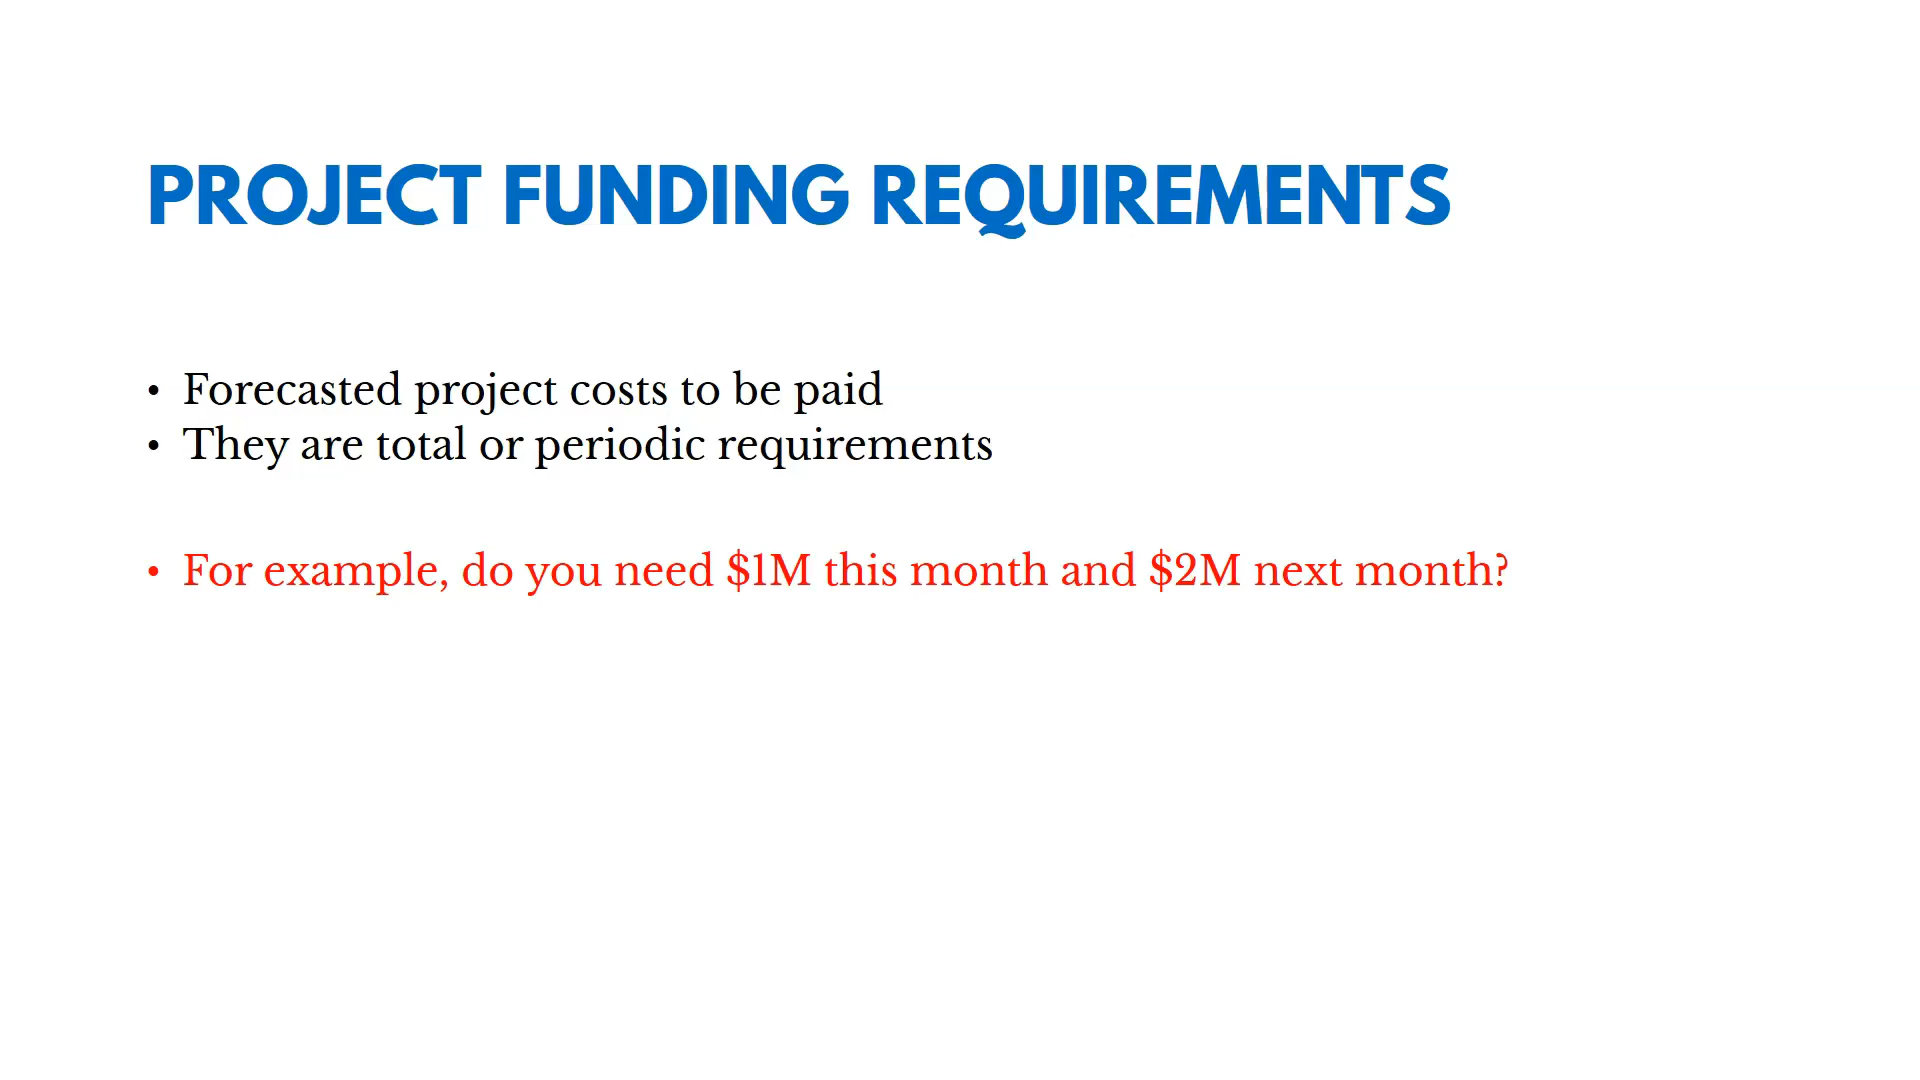 PROJECT FUNDING REQUIREMENTS
• Forecasted project costs to be paid
• They are total or periodic requirements
• For example, do you need $1M this month and $2M next month?